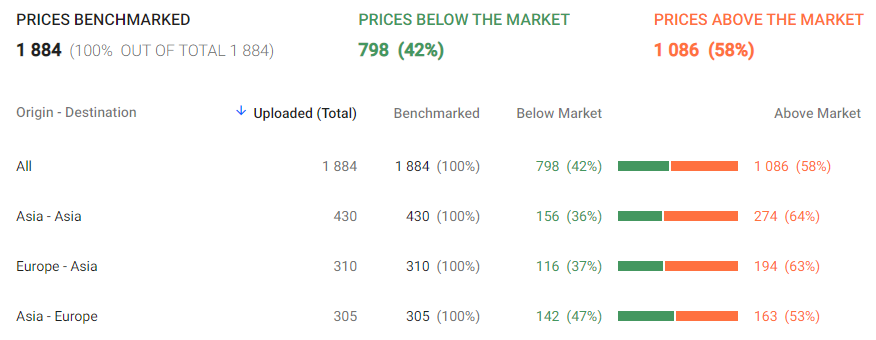 PRICES BENCHMARKED PRICES BELOW THE MARKET PRICES ABOVE THE MARKET
1 884 (100% OUT OF TOTAL 1 884) 798 (42%) 1 086 (58%)
Origin - Destination ↓ Uploaded (Total) Benchmarked Below Market Above Market
All 1 884 1 884 (100%) 798 (42%) 1 086 (58%)
Asia - Asia 430 430 (100%) 156 (36%) 274 (64%)
Europe - Asia 310 310 (100%) 116 (37%) 194 (63%)
Asia - Europe 305 305 (100%) 142 (47%) 163 (53%)